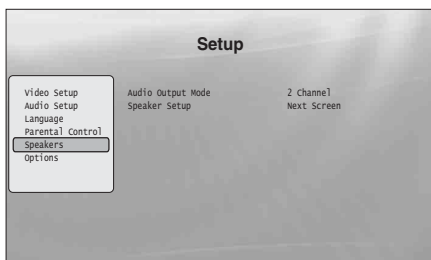 Setup
Video Setup
Audio Setup
Language
Parental Control
Speakers
Options
Audio Output Mode 2 Channel
Speaker Setup Next Screen